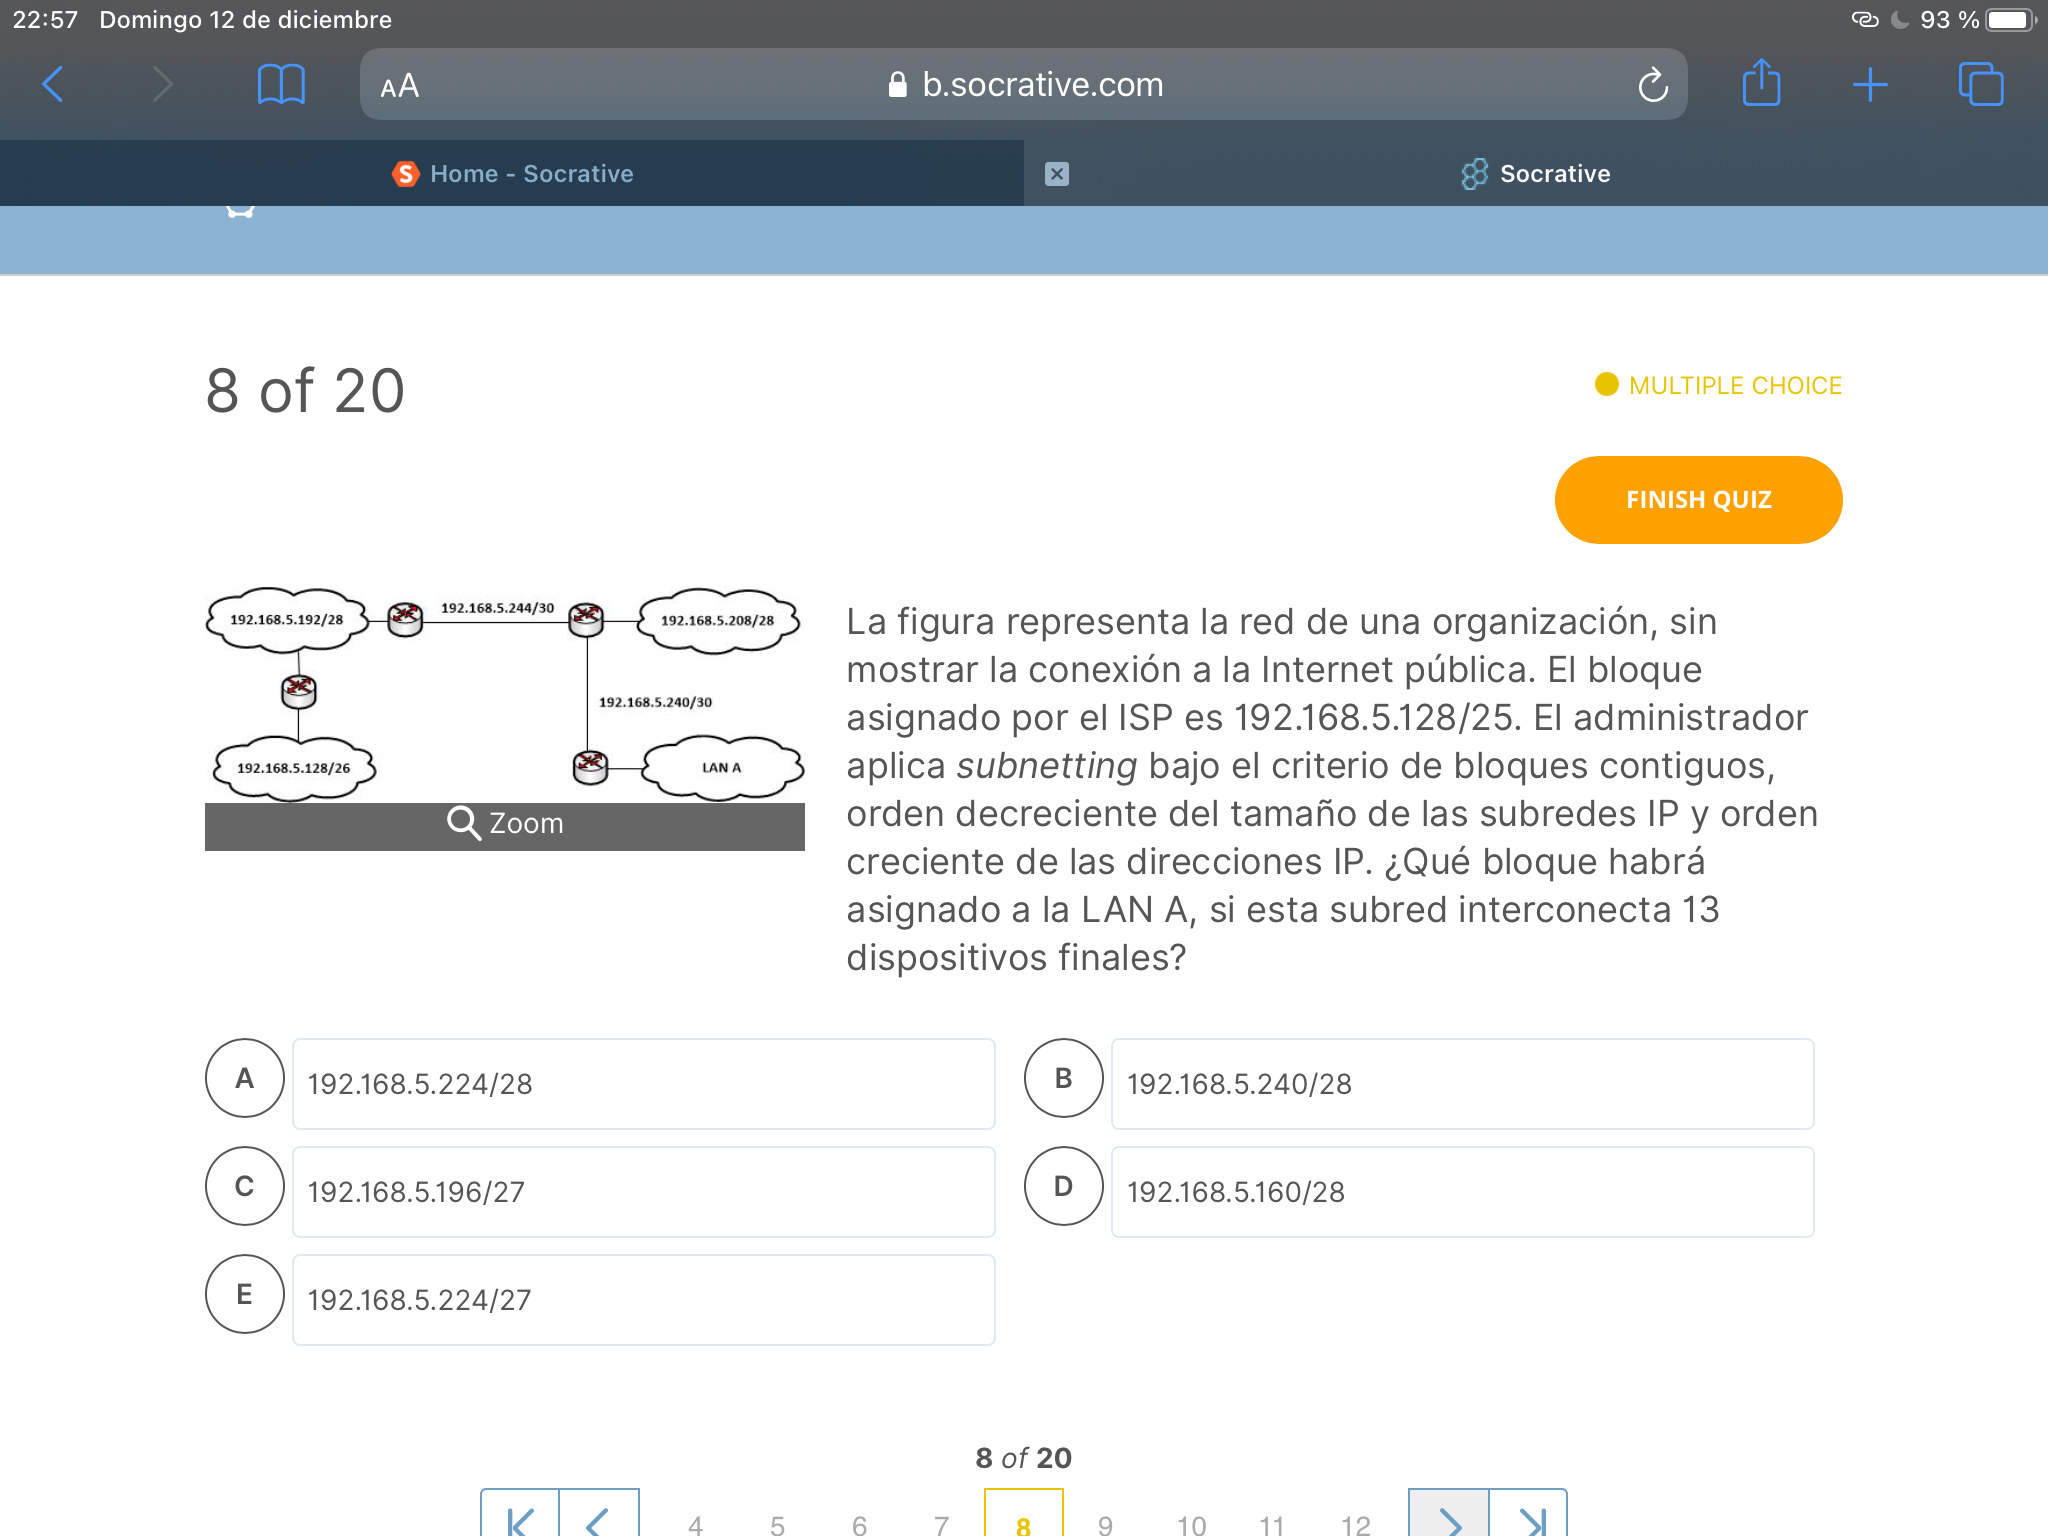 22:57 Domingo 12 de diciembre
93 %
AA
b.socrative.com
Home - Socrative
Socrative
8 of 20
MULTIPLE CHOICE
FINISH QUIZ
192.168.5.192/28
192.168.5.244/30
192.168.5.208/28
192.168.5.240/30
192.168.5.128/26
LAN A
Zoom
La figura representa la red de una organización, sin
mostrar la conexión a la Internet pública. El bloque
asignado por el ISP es 192.168.5.128/25. El administrador
aplica subnetting bajo el criterio de bloques contiguos,
orden decreciente del tamaño de las subredes IP y orden
creciente de las direcciones IP. ¿Qué bloque habrá
asignado a la LAN A, si esta subred interconecta 13
dispositivos finales?
A 192.168.5.224/28
B 192.168.5.240/28
C 192.168.5.196/27
D 192.168.5.160/28
E 192.168.5.224/27
8 of 20
4 5 6 7 8 9 10 11 12